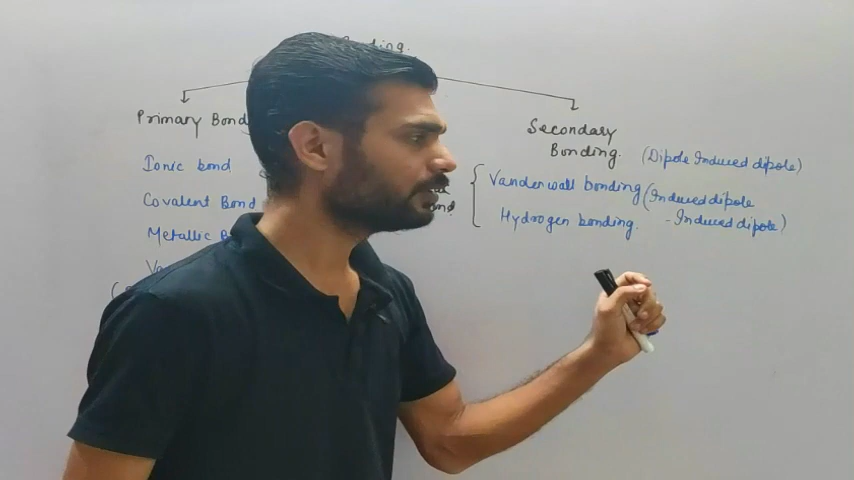 Primary Bond
Ionic bond
Covalent Bond
Metallic B
Secondary
Bonding.
(Dipole Induced dipole)
Vanderwall bonding (Induced dipole
- Induced dipole)
Hydrogen bonding.